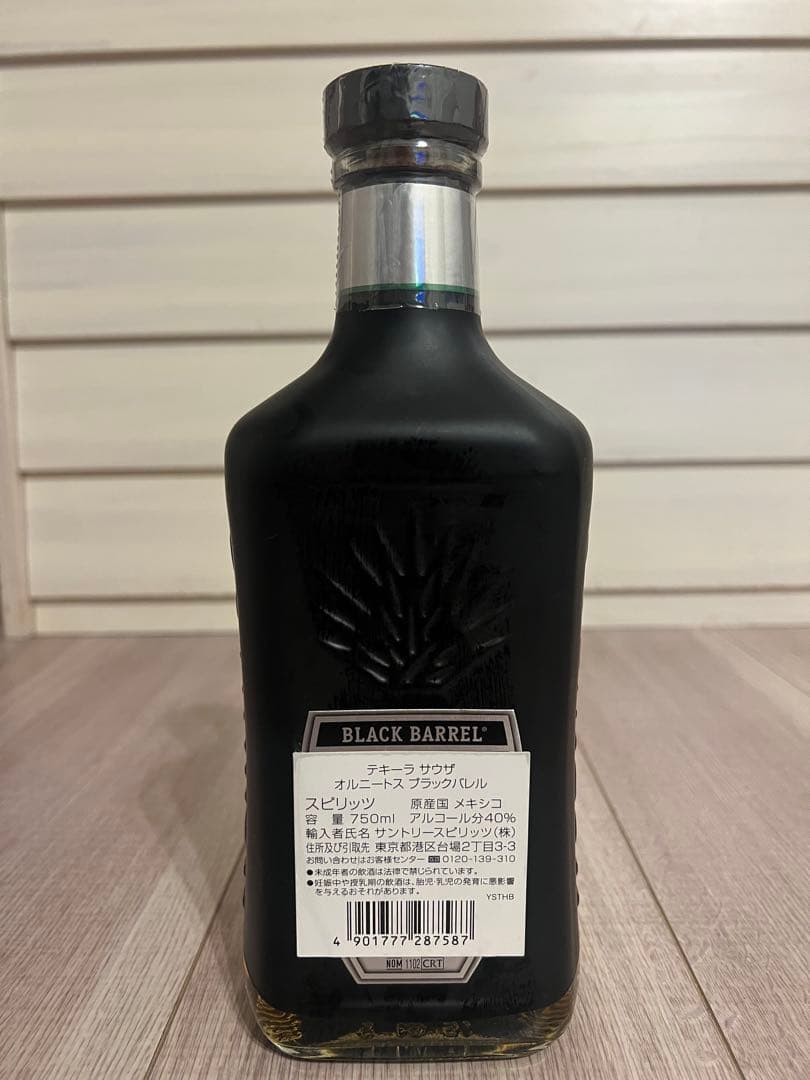 BLACK BARREL®
テキーラ サウザ
オルニートス ブラックバレル
スピリッツ 原産国 メキシコ
容 量 750ml アルコール分40%
輸入者氏名 サントリースピリッツ(株)
住所及び引取先 東京都港区台場2丁目3-3
お問い合わせはお客様センター 0120-139-310
●未成年者の飲酒は法律で禁じられています。
●妊娠中や授乳期の飲酒は、胎児・乳児の発育に悪影響
を与えるおそれがあります。
YSTHB
4 901777 287587
NOM 1102 CRT